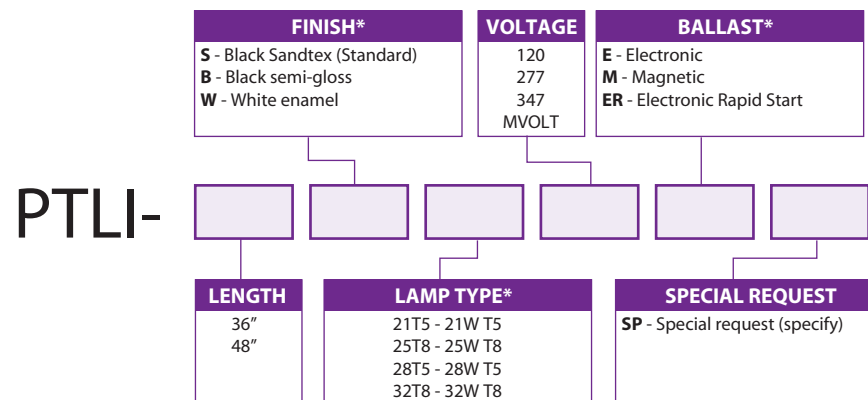 FINISH*
S - Black Sandtex (Standard)
B - Black semi-gloss
W - White enamel
VOLTAGE
120
277
347
MVOLT
BALLAST*
E - Electronic
M - Magnetic
ER - Electronic Rapid Start
PTLI-
LENGTH
36”
48”
LAMP TYPE*
21T5 - 21W T5
25T8 - 25W T8
28T5 - 28W T5
32T8 - 32W T8
SPECIAL REQUEST
SP - Special request (specify)